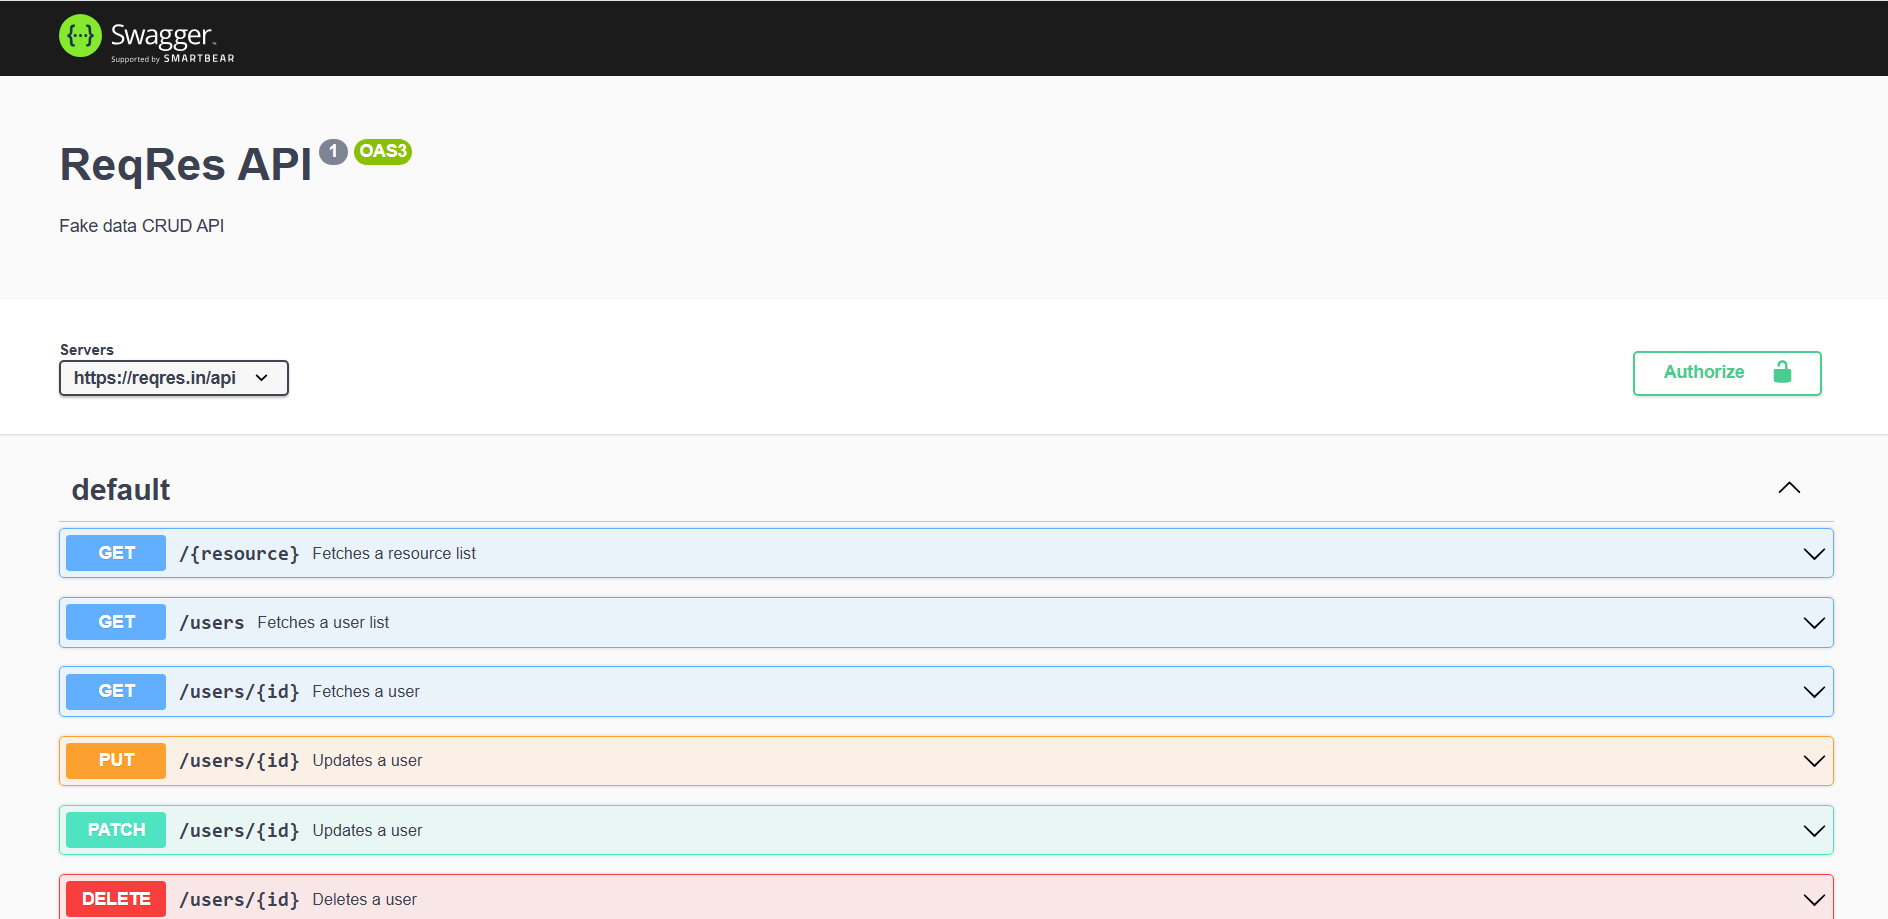 {···} Swagger™
Supported by SMARTBEAR
ReqRes API 1 OAS3
Fake data CRUD API
Servers
https://reqres.in/api
Authorize
default
GET /{resource} Fetches a resource list
GET /users Fetches a user list
GET /users/{id} Fetches a user
PUT /users/{id} Updates a user
PATCH /users/{id} Updates a user
DELETE /users/{id} Deletes a user